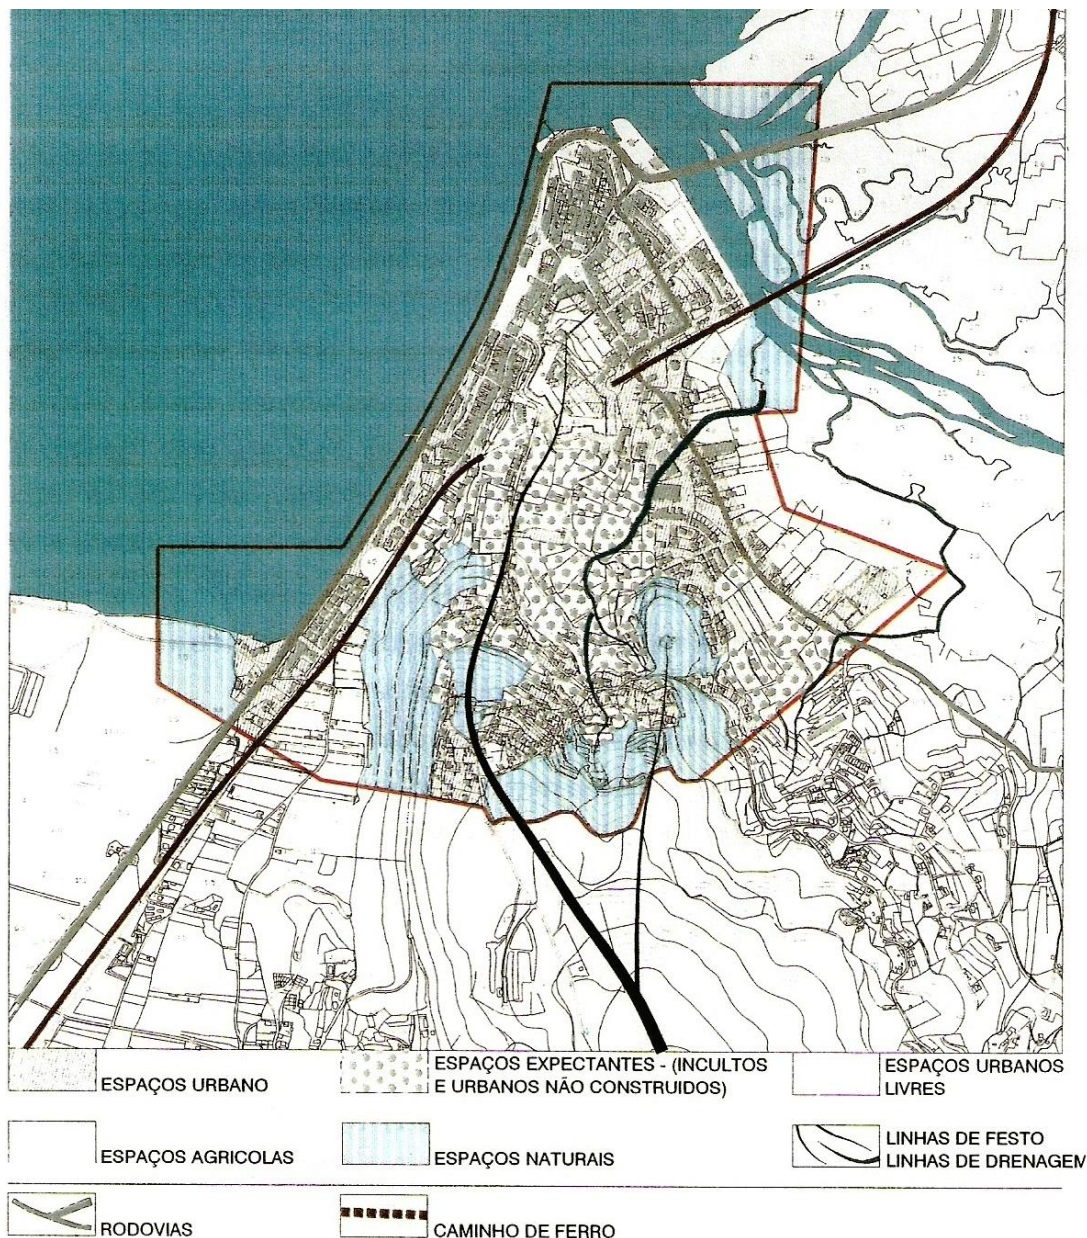 ESPAÇOS URBANO
ESPAÇOS EXPECTANTES - (INCULTOS
E URBANOS NÃO CONSTRUIDOS)
ESPAÇOS URBANOS
LIVRES
ESPAÇOS AGRICOLAS
ESPAÇOS NATURAIS
LINHAS DE FESTO
LINHAS DE DRENAGEM
RODOVIAS
CAMINHO DE FERRO